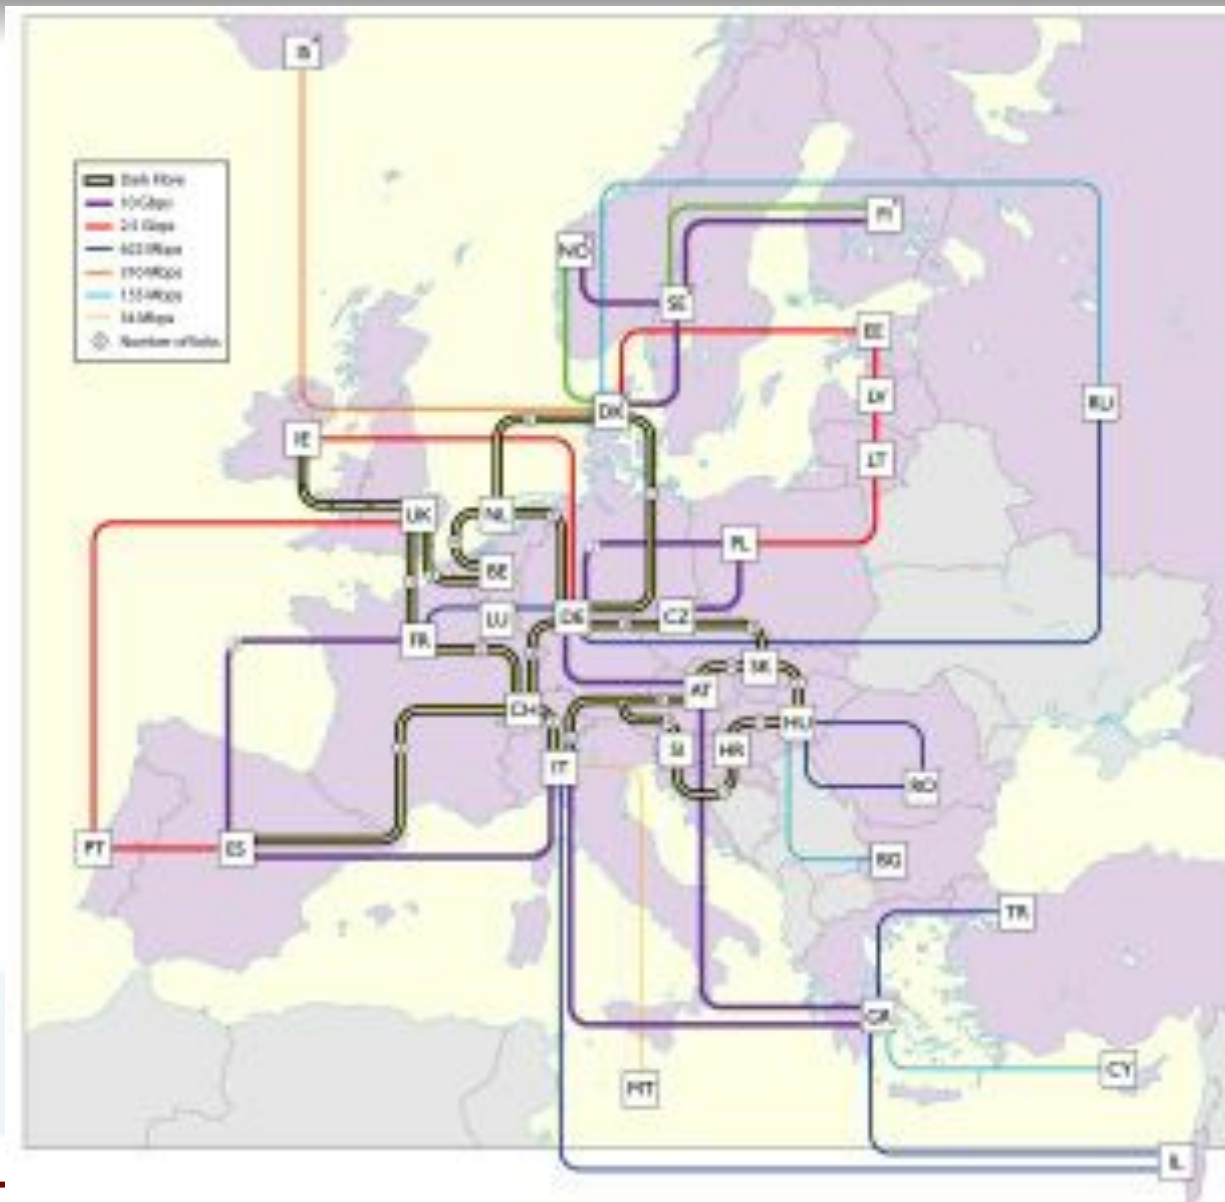 IS
Dark Fibre
10 Gbps
2.5 Gbps
622 Mbps
310 Mbps
155 Mbps
34 Mbps
Number of links
FI
NO
SE
EE
DK
LV
RU
IE
LT
UK
NL
PL
BE
LU
DE
CZ
FR
SK
AT
CH
HU
SI
HR
IT
RO
PT
ES
BG
TR
GR
CY
MT
IL